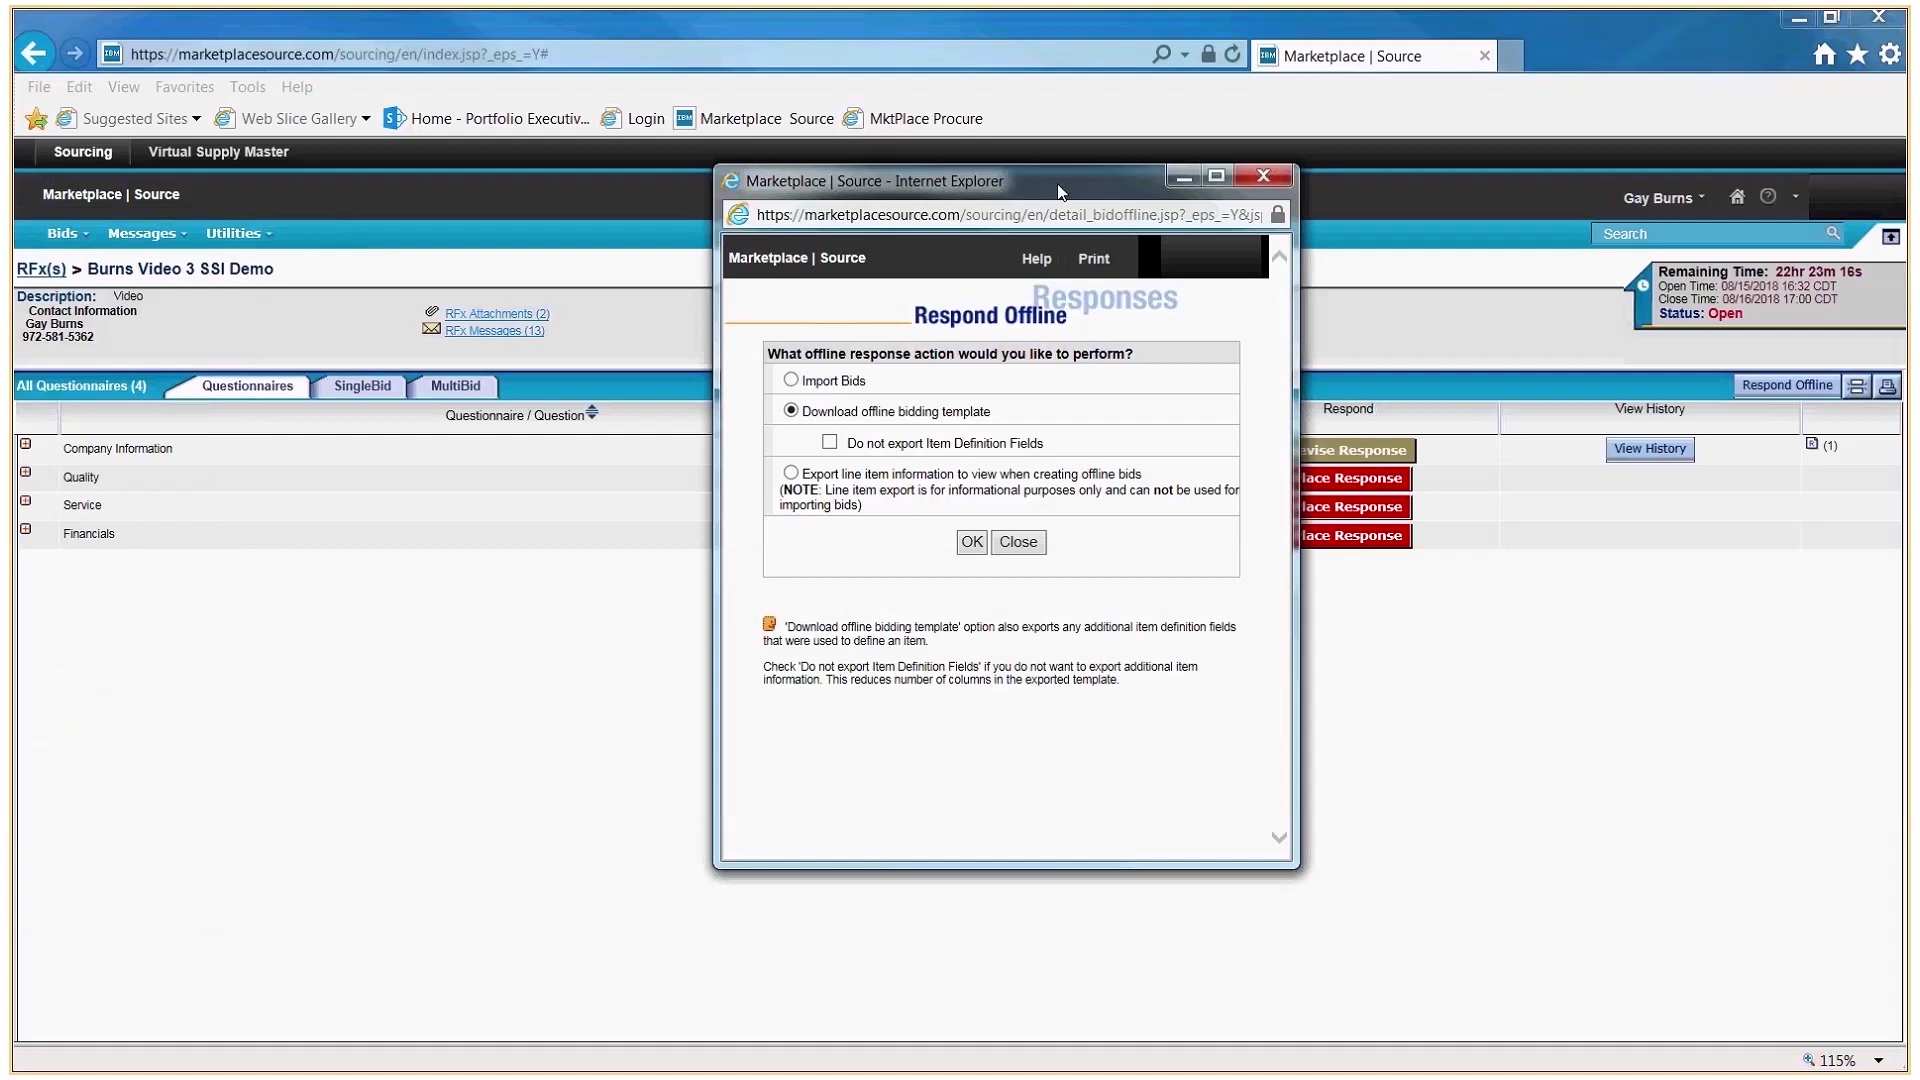 https://marketplacesource.com/sourcing/en/index.jsp?_eps_=Y#
Marketplace | Source
File Edit View Favorites Tools Help
Suggested Sites Web Slice Gallery Home - Portfolio Executiv... Login IBM Marketplace Source MktPlace Procure
Sourcing Virtual Supply Master
Marketplace | Source
Gay Burns
Bids Messages Utilities
Search
RFx(s) > Burns Video 3 SSI Demo
Description: Video
Contact Information
Gay Burns
972-581-5362
RFx Attachments (2)
RFx Messages (13)
Remaining Time: 22hr 23m 16s
Open Time: 08/15/2018 16:32 CDT
Close Time: 08/16/2018 17:00 CDT
Status: Open
All Questionnaires (4) Questionnaires SingleBid MultiBid
Respond Offline
Questionnaire / Question
Respond View History
Company Information
vise Response View History (1)
Quality
lace Response
Service
lace Response
Financials
lace Response
Marketplace | Source - Internet Explorer
https://marketplacesource.com/sourcing/en/detail_bidoffline.jsp?_eps_=Y&js
Marketplace | Source Help Print
Responses
Respond Offline
What offline response action would you like to perform?
Import Bids
Download offline bidding template
Do not export Item Definition Fields
Export line item information to view when creating offline bids
(NOTE: Line item export is for informational purposes only and can not be used for
importing bids)
OK Close
'Download offline bidding template' option also exports any additional item definition fields
that were used to define an item.
Check 'Do not export Item Definition Fields' if you do not want to export additional item
information. This reduces number of columns in the exported template.
115%